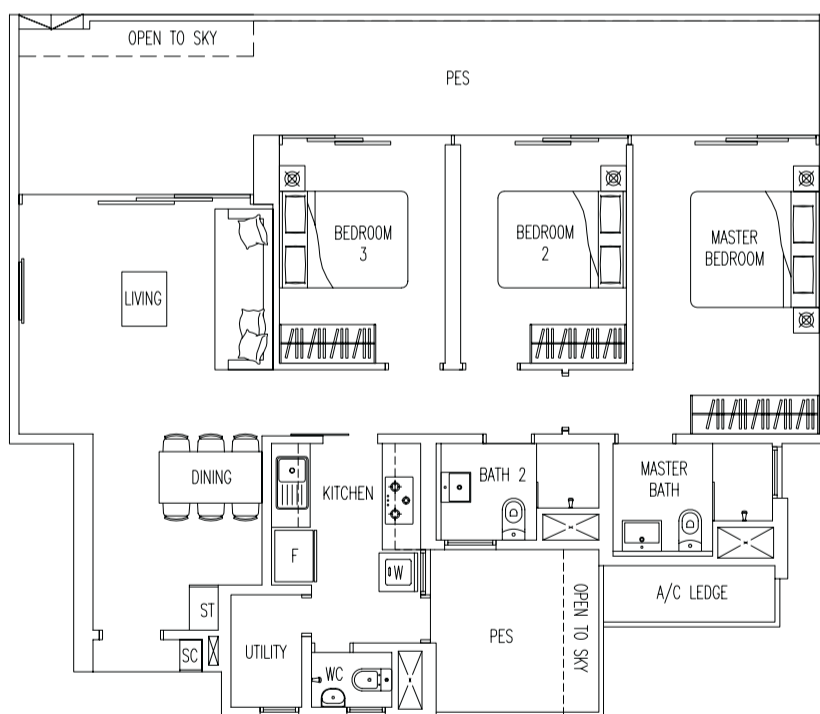 OPEN TO SKY
PES
BEDROOM
3
BEDROOM
2
MASTER
BEDROOM
LIVING
DINING
KITCHEN
BATH 2
MASTER
BATH
F
W
A/C LEDGE
OPEN TO SKY
ST
PES
SC
UTILITY
WC